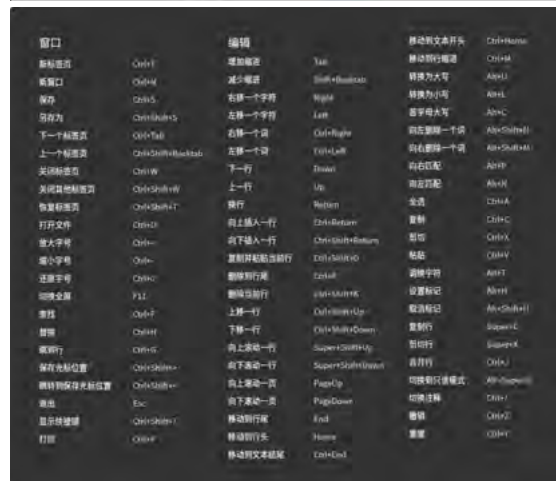 窗口
新标签页 Ctrl+T
新窗口 Ctrl+N
保存 Ctrl+S
另存为 Ctrl+Shift+S
下一个标签页 Ctrl+Tab
上一个标签页 Ctrl+Shift+Backtab
关闭标签页 Ctrl+W
关闭其他标签页 Ctrl+Shift+W
恢复标签页 Ctrl+Shift+T
打开文件 Ctrl+O
放大字号
缩小字号 Ctrl+-
还原字号
切换全屏 F11
查找 Ctrl+F
替换 Ctrl+H
跳到行 Ctrl+G
保存光标位置
跳转到保存光标位置
退出 Esc
显示快捷键
打印 Ctrl+P
编辑
增加缩进 Tab
减少缩进 Shift+Backtab
右移一个字符 Right
左移一个字符 Left
右移一个词 Ctrl+Right
左移一个词 Ctrl+Left
下一行 Down
上一行 Up
换行 Return
向上插入一行 Ctrl+Return
向下插入一行 Ctrl+Shift+Return
复制并粘贴当前行
删除到行尾 Ctrl+K
删除当前行 Ctrl+Shift+K
上移一行 Ctrl+Shift+Up
下移一行 Ctrl+Shift+Down
向上滚动一行 Super+Shift+Up
向下滚动一行 Super+Shift+Down
向上滚动一页 PageUp
向下滚动一页 PageDown
移动到行尾 End
移动到行头 Home
移动到文本结尾 Ctrl+End
移动到文本开头 Ctrl+Home
移动到行缩进 Ctrl+M
转换为大写 Alt+U
转换为小写 Alt+L
首字母大写 Alt+C
向左删除一个词 Alt+Shift+N
向右删除一个词 Alt+Shift+M
向右匹配 Alt+P
向左匹配 Alt+N
全选 Ctrl+A
复制 Ctrl+C
剪切 Ctrl+X
粘贴 Ctrl+V
调换字符 Alt+T
设置标记 Alt+H
取消标记
复制行 Super+C
剪切行 Super+X
合并行 Ctrl+J
切换到只读模式
切换注释 Ctrl+/
撤销 Ctrl+Z
重做 Ctrl+Y